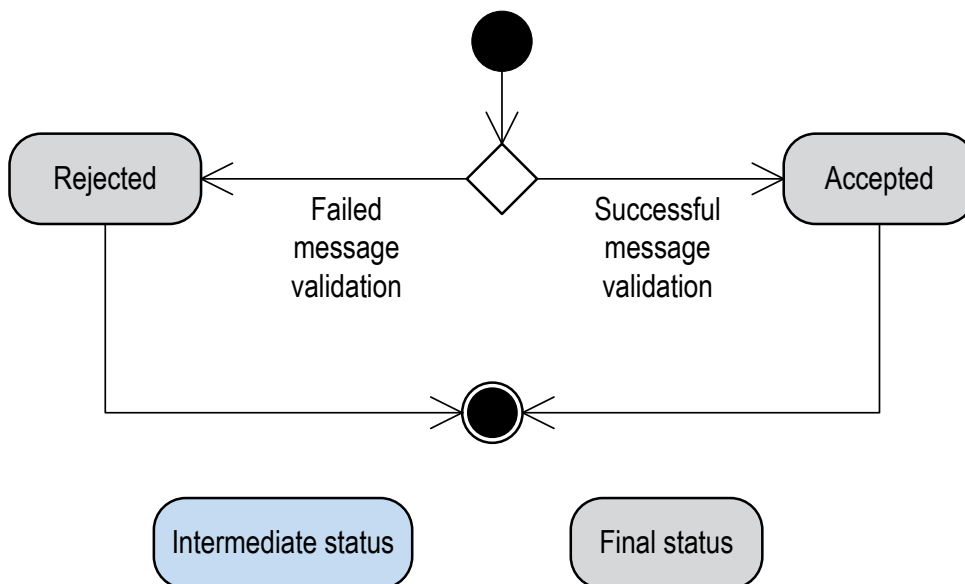 Rejected
Accepted
Failed
message
validation
Successful
message
validation
Intermediate status
Final status